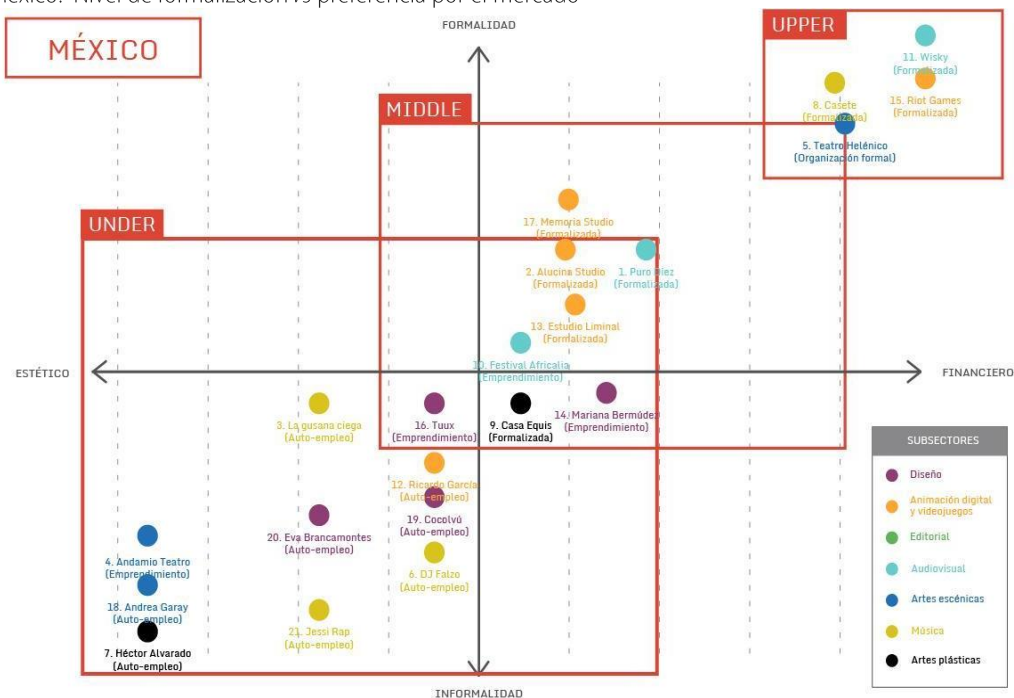 México: Nivel de formalización vs preferencia por el mercado
FORMALIDAD
MÉXICO
UPPER
11. Wisky
(Formalizada)
8. Casete
(Formalizada)
15. Riot Games
(Formalizada)
MIDDLE
5. Teatro Helénico
(Organización formal)
UNDER
17. Memoria Studio
(Formalizada)
2. Alucina Studio
(Formalizada)
1. Puro Diez
(Formalizada)
13. Estudio Liminal
(Formalizada)
10. Festival Africalia
(Emprendimiento)
ESTÉTICO
FINANCIERO
3. La gusana ciega
(Auto-empleo)
16. Tuux
(Emprendimiento)
9. Casa Equis
(Formalizada)
14. Mariana Bermúdez
(Emprendimiento)
12. Ricardo García
(Auto-empleo)
19. Cocolvú
(Auto-empleo)
20. Eva Brancamontes
(Auto-empleo)
4. Andamio Teatro
(Emprendimiento)
6. DJ Falzo
(Auto-empleo)
18. Andrea Garay
(Auto-empleo)
21. Jessi Rap
(Auto-empleo)
7. Héctor Alvarado
(Auto-empleo)
INFORMALIDAD
SUBSECTORES
Diseño
Animación digital
y videojuegos
Editorial
Audiovisual
Artes escénicas
Música
Artes plásticas